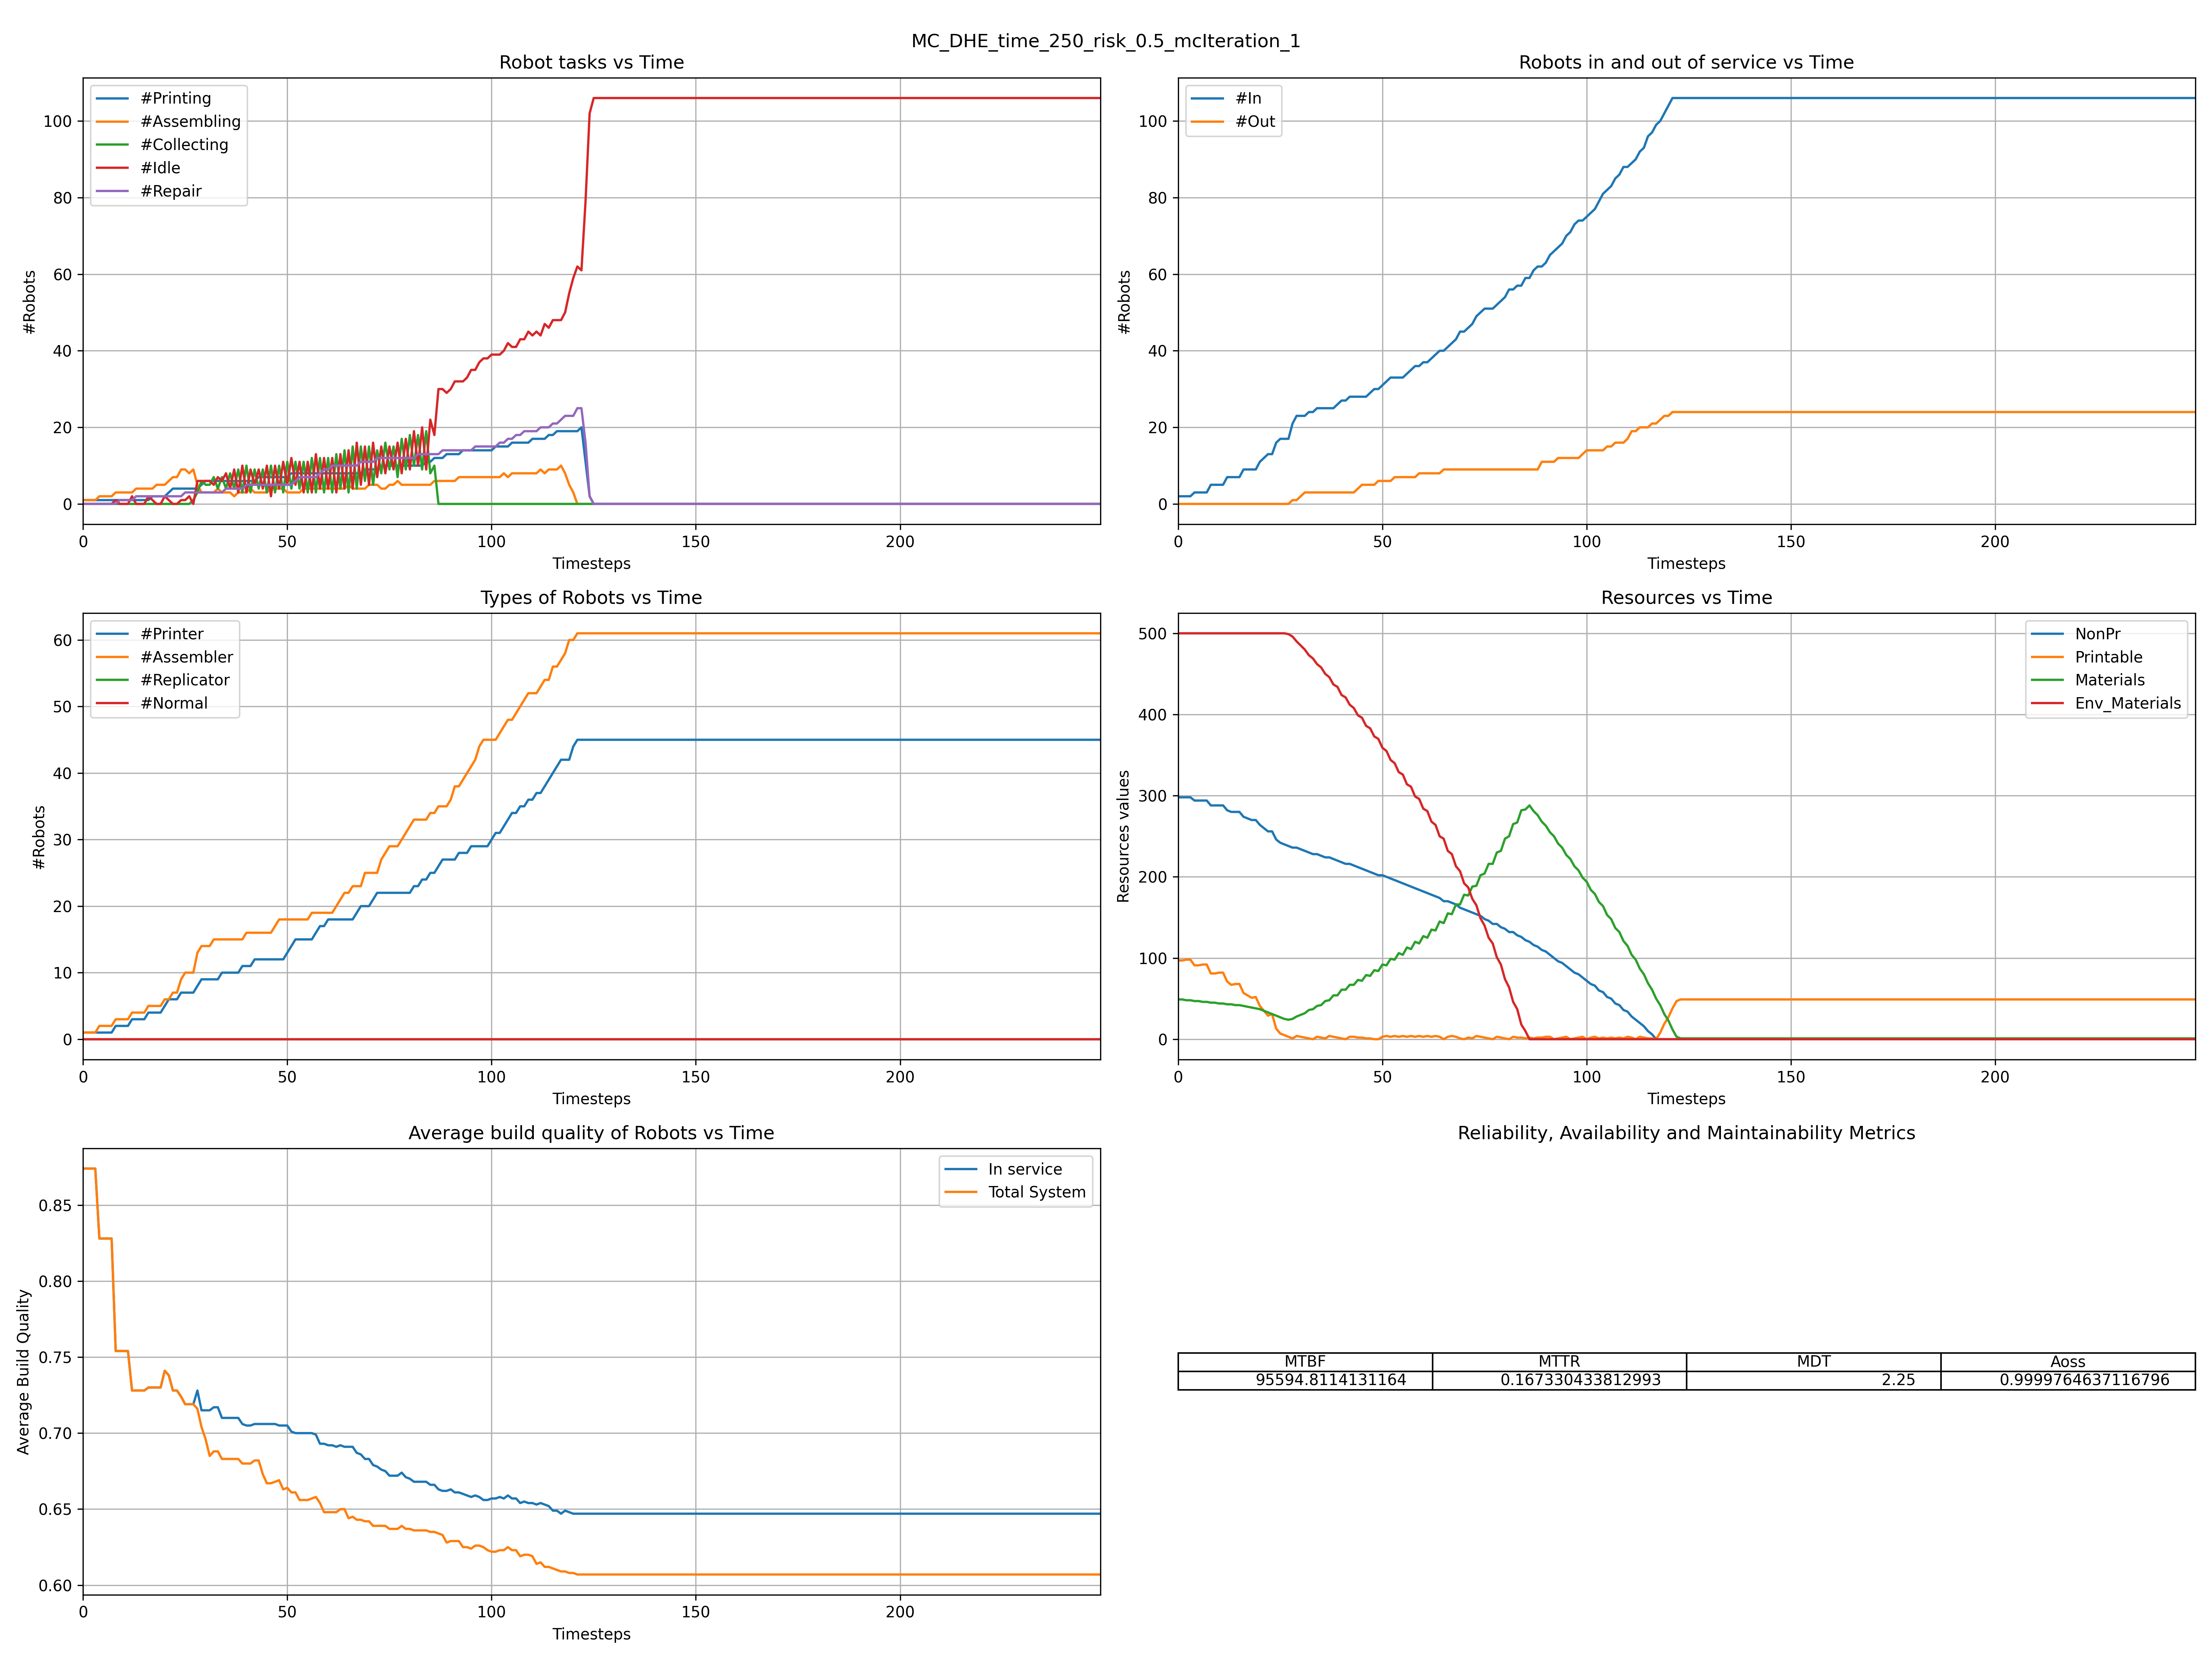 MC_DHE_time_250_risk_0.5_mcIteration_1
Robot tasks vs Time
#Printing
#Assembling
#Collecting
#Idle
#Repair
#Robots
100
80
60
40
20
0
0 50 100 150 200
Timesteps
Robots in and out of service vs Time
#In
#Out
#Robots
100
80
60
40
20
0
0 50 100 150 200
Timesteps
Types of Robots vs Time
#Printer
#Assembler
#Replicator
#Normal
#Robots
60
50
40
30
20
10
0
0 50 100 150 200
Timesteps
Resources vs Time
NonPr
Printable
Materials
Env_Materials
Resources values
500
400
300
200
100
0
0 50 100 150 200
Timesteps
Average build quality of Robots vs Time
In service
Total System
Average Build Quality
0.85
0.80
0.75
0.70
0.65
0.60
0 50 100 150 200
Timesteps
Reliability, Availability and Maintainability Metrics
MTBF MTTR MDT Aoss
95594.8114131164 0.167330433812993 2.25 0.9999764637116796